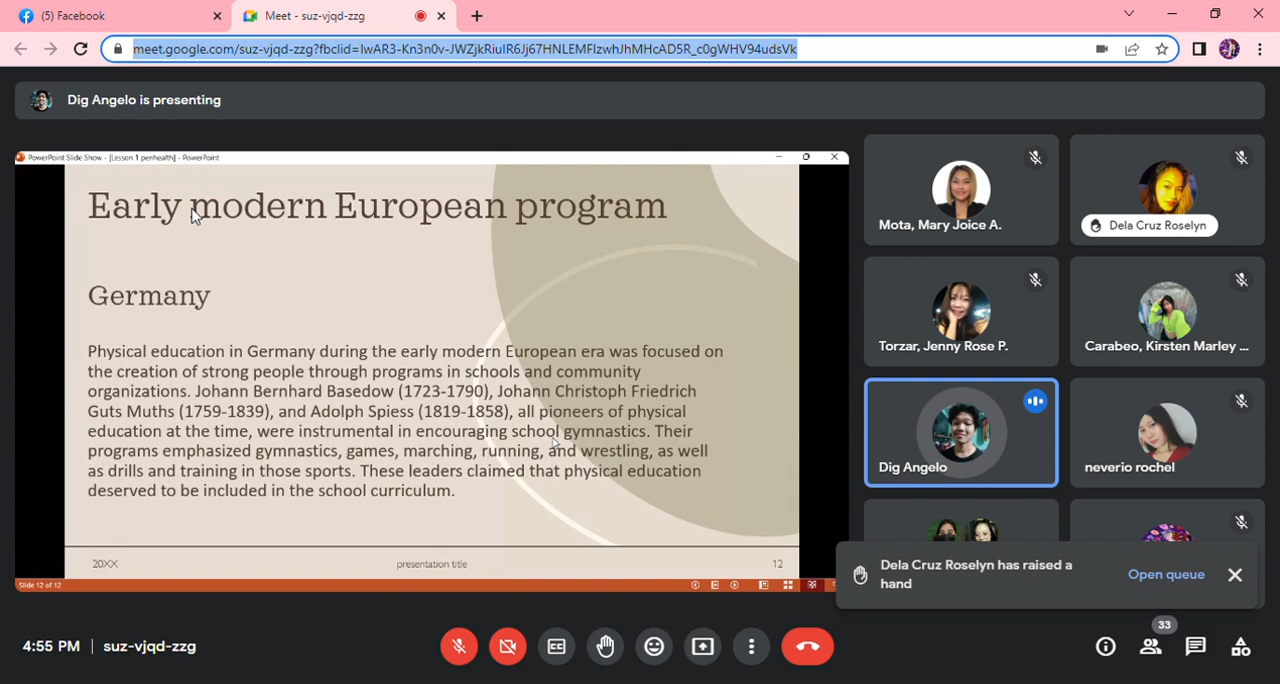 (5) Facebook
Meet - suz-vjqd-zzg
meet.google.com/suz-vjqd-zzg?fbclid=IwAR3-Kn3n0v-JWZjkRiuIR6Jj67HNLEMFIzwhJhMHcAD5R_c0gWHV94udsVk
Dig Angelo is presenting
PowerPoint Slide Show - [Lesson 1 penhealth] - PowerPoint
Early modern European program
Germany
Physical education in Germany during the early modern European era was focused on
the creation of strong people through programs in schools and community
organizations. Johann Bernhard Basedow (1723-1790), Johann Christoph Friedrich
Guts Muths (1759-1839), and Adolph Spiess (1819-1858), all pioneers of physical
education at the time, were instrumental in encouraging school gymnastics. Their
programs emphasized gymnastics, games, marching, running, and wrestling, as well
as drills and training in those sports. These leaders claimed that physical education
deserved to be included in the school curriculum.
20XX
presentation title
12
Slide 12 of 12
Mota, Mary Joice A.
Dela Cruz Roselyn
Torzar, Jenny Rose P.
Carabeo, Kirsten Marley ...
Dig Angelo
neverio rochel
Dela Cruz Roselyn has raised a
hand
Open queue
4:55 PM
suz-vjqd-zzg
33